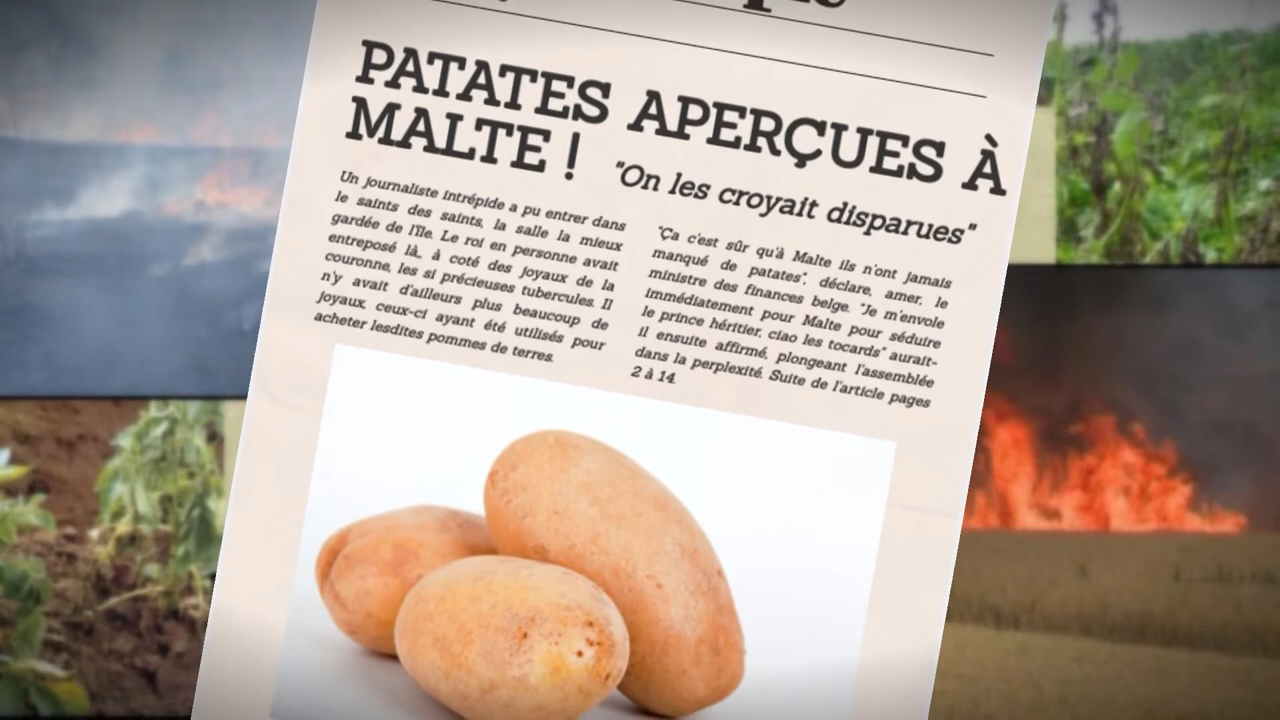 PATATES APERÇUES À
MALTE !
"On les croyait disparues"
Un journaliste intrépide a pu entrer dans
le saints des saints, la salle la mieux
gardée de l'île. Le roi en personne avait
entreposé là,, à coté des joyaux de la
couronne, les si précieuses tubercules. Il
n'y avait d'ailleurs plus beaucoup de
joyaux, ceux-ci ayant été utilisés pour
acheter lesdites pommes de terres.
"Ça c'est sûr qu'à Malte ils n'ont jamais
manqué de patates", déclare, amer, le
ministre des finances belge. "Je m'envole
immédiatement pour Malte pour séduire
le prince héritier, ciao les tocards" aurait-
il ensuite affirmé, plongeant l'assemblée
dans la perplexité. Suite de l'article pages
2 à 14.